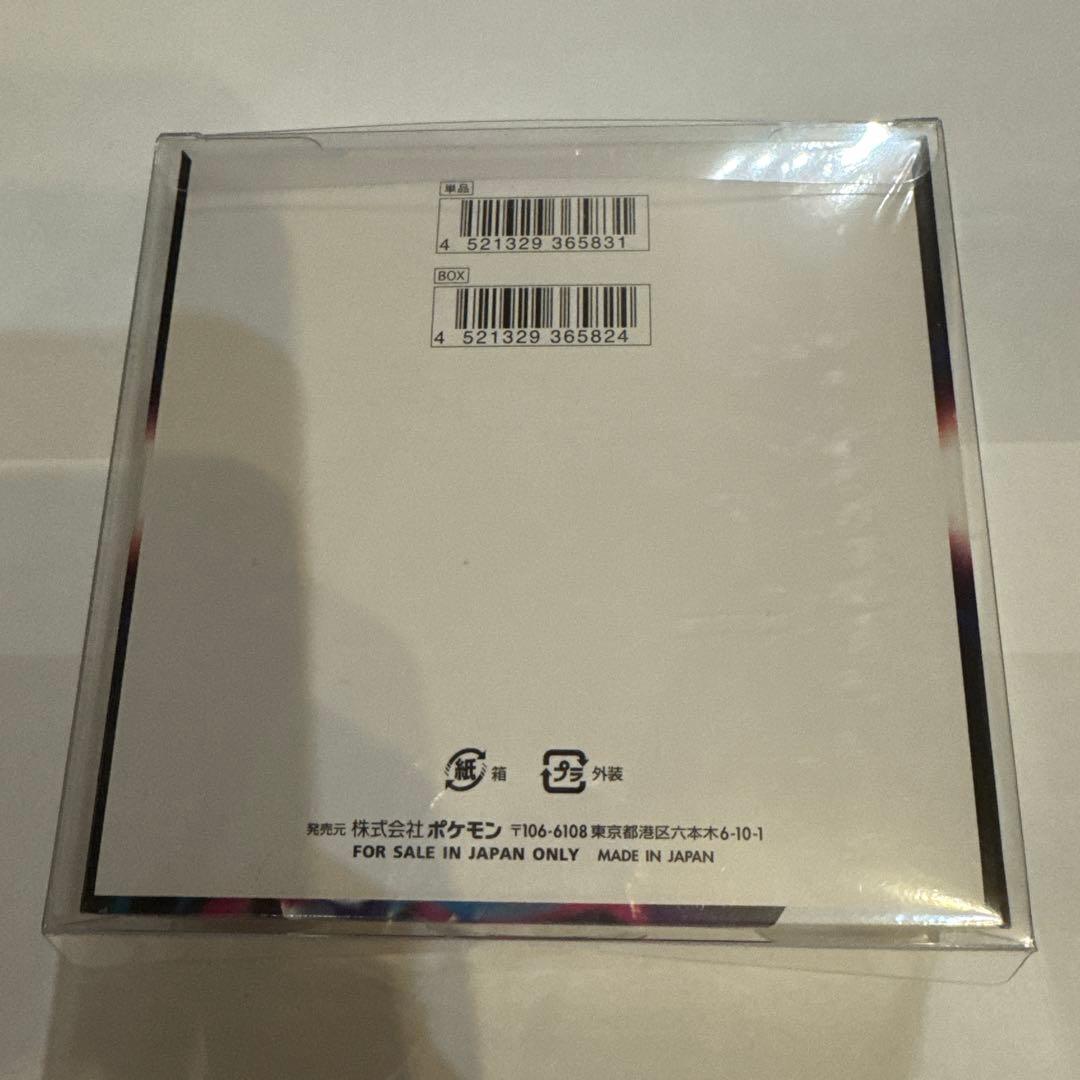 単品
4 521329 365831
BOX
4 521329 365824
紙 箱 プラ 外装
発売元 株式会社ポケモン 〒106-6108 東京都港区六本木6-10-1
FOR SALE IN JAPAN ONLY MADE IN JAPAN